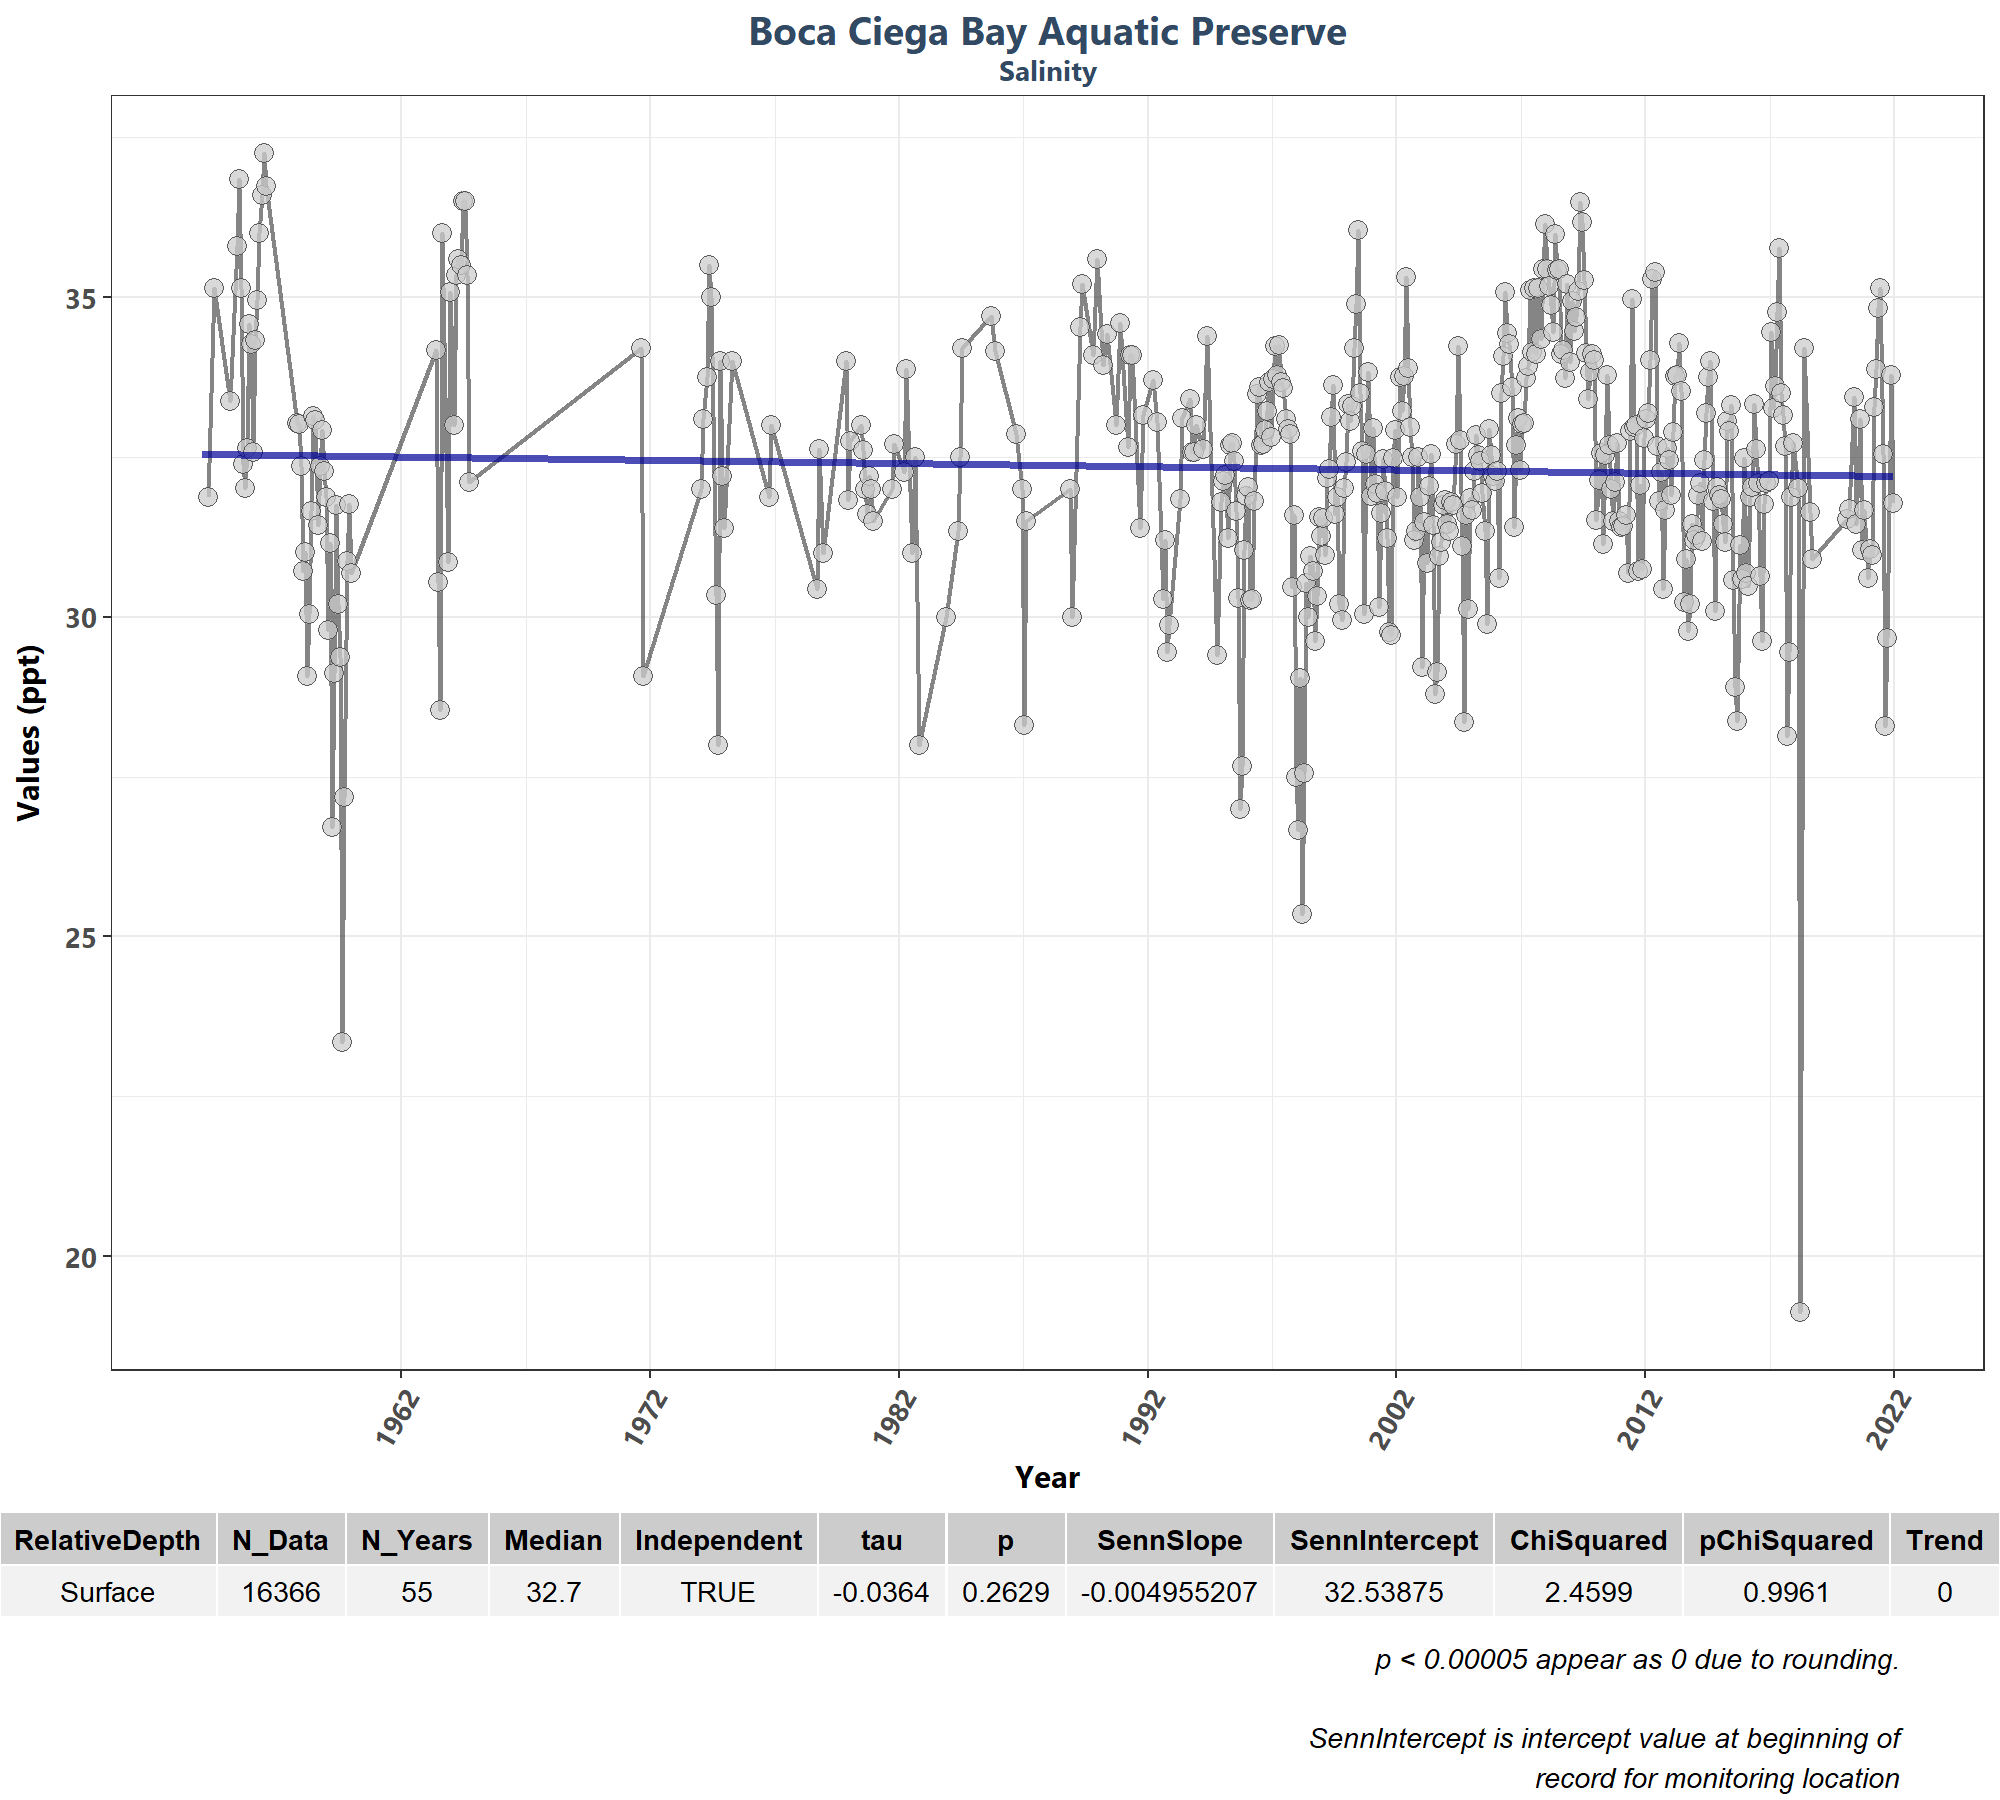 Boca Ciega Bay Aquatic Preserve
Salinity
Values (ppt)
35
30
25
20
1962 1972 1982 1992 2002 2012 2022
Year
RelativeDepth N_Data N_Years Median Independent tau p SennSlope SennIntercept ChiSquared pChiSquared Trend
Surface 16366 55 32.7 TRUE -0.0364 0.2629 -0.004955207 32.53875 2.4599 0.9961 0
p < 0.00005 appear as 0 due to rounding.
SennIntercept is intercept value at beginning of
record for monitoring location